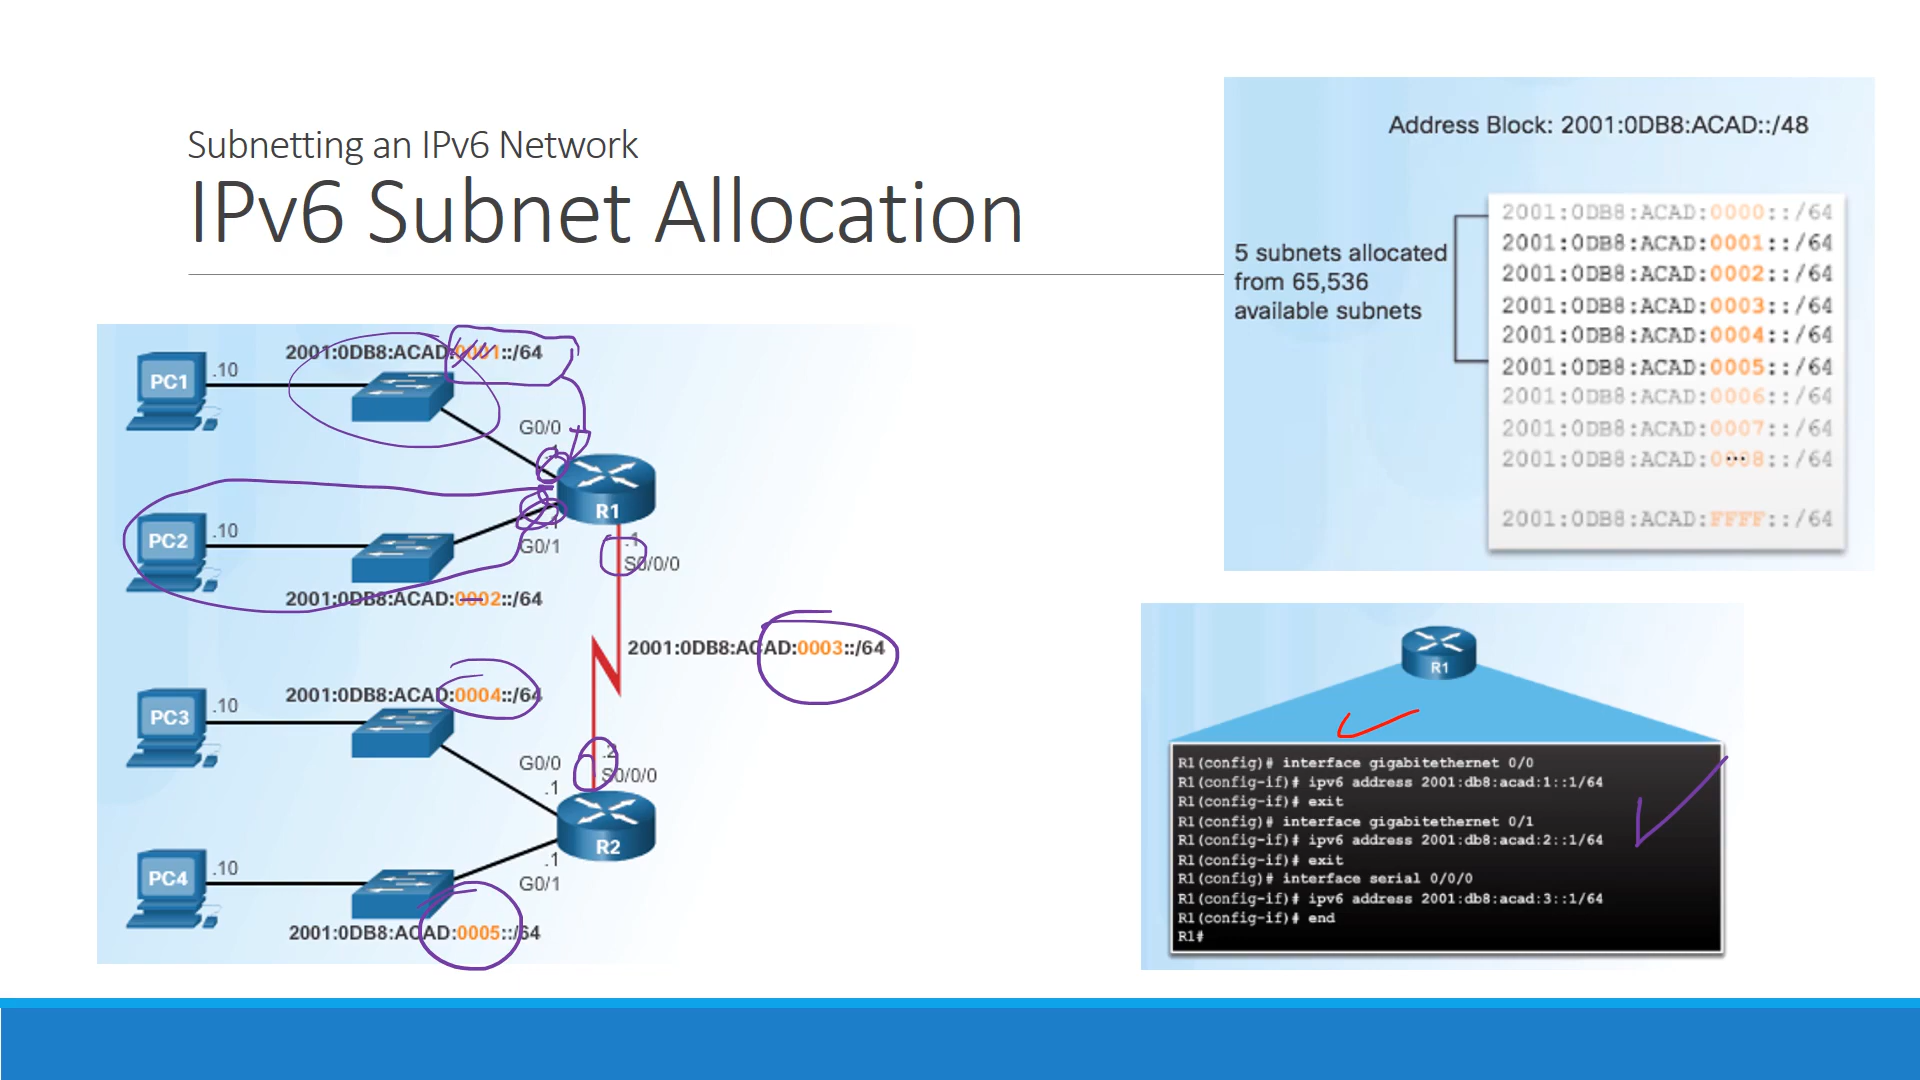 Subnetting an IPv6 Network
IPv6 Subnet Allocation
Address Block: 2001:0DB8:ACAD::/48
5 subnets allocated
from 65,536
available subnets
2001:0DB8:ACAD:0000::/64
2001:0DB8:ACAD:0001::/64
2001:0DB8:ACAD:0002::/64
2001:0DB8:ACAD:0003::/64
2001:0DB8:ACAD:0004::/64
2001:0DB8:ACAD:0005::/64
2001:0DB8:ACAD:0006::/64
2001:0DB8:ACAD:0007::/64
2001:0DB8:ACAD:0008::/64
...
2001:0DB8:ACAD:FFFF::/64
2001:0DB8:ACAD:0001::/64
PC1
.10
G0/0
R1
PC2
.10
.1
G0/1
.1
S0/0/0
2001:0DB8:ACAD:0002::/64
2001:0DB8:ACAD:0003::/64
2001:0DB8:ACAD:0004::/64
PC3
.10
.2
S0/0/0
G0/0
.1
R2
PC4
.10
.1
G0/1
2001:0DB8:ACAD:0005::/64
R1
R1(config)# interface gigabitethernet 0/0
R1(config-if)# ipv6 address 2001:db8:acad:1::1/64
R1(config-if)# exit
R1(config)# interface gigabitethernet 0/1
R1(config-if)# ipv6 address 2001:db8:acad:2::1/64
R1(config-if)# exit
R1(config)# interface serial 0/0/0
R1(config-if)# ipv6 address 2001:db8:acad:3::1/64
R1(config-if)# end
R1#